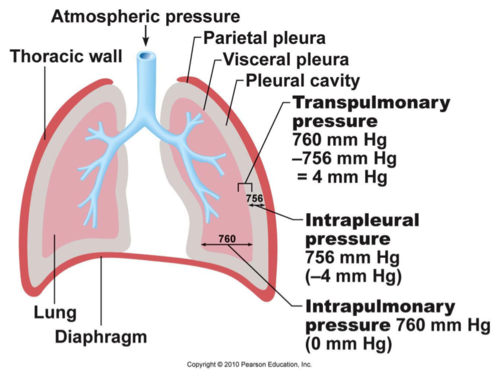 Atmospheric pressure
Parietal pleura
Thoracic wall
Visceral pleura
Pleural cavity
Transpulmonary
pressure
760 mm Hg
–756 mm Hg
= 4 mm Hg
756
Intrapleural
pressure
756 mm Hg
(–4 mm Hg)
760
Intrapulmonary
pressure 760 mm Hg
(0 mm Hg)
Lung
Diaphragm
Copyright © 2010 Pearson Education, Inc.